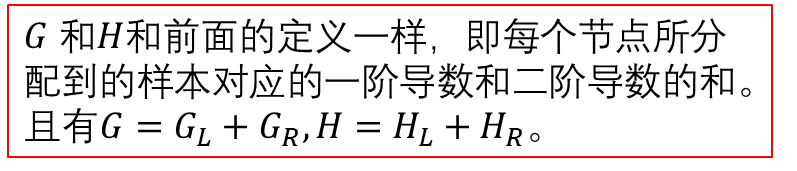 G 和H和前面的定义一样，即每个节点所分
配到的样本对应的一阶导数和二阶导数的和。
且有G = G_L + G_R, H = H_L + H_R。